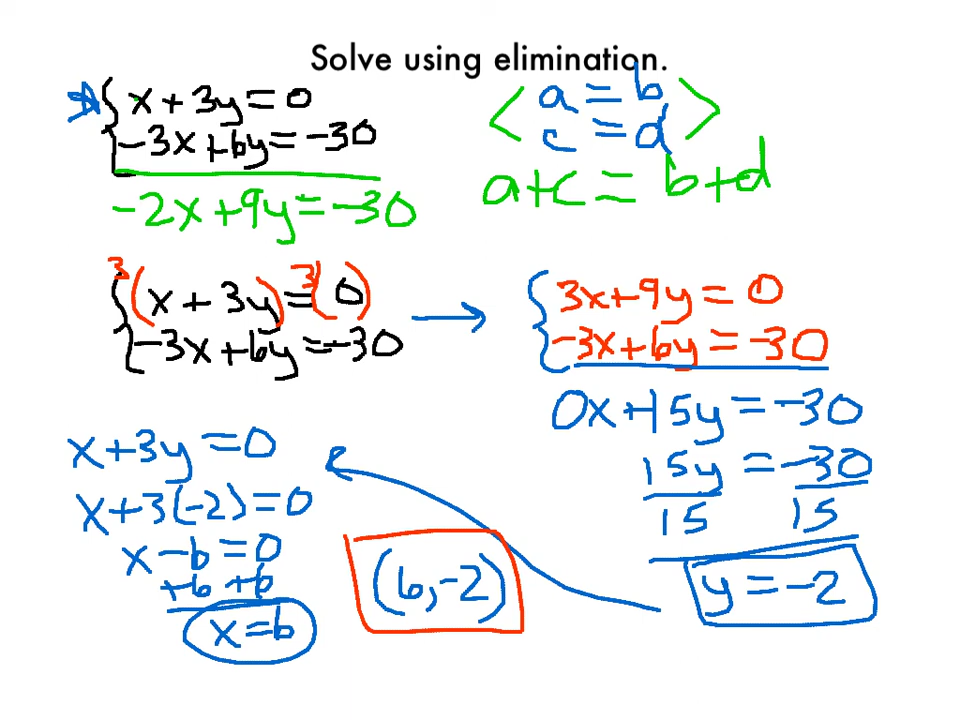 Solve using elimination.
x + 3y = 0
-3x + 6y = -30
-2x + 9y = -30
a = b
c = d
a + c = b + d
3(x + 3y) = 3(0)
-3x + 6y = -30
3x + 9y = 0
-3x + 6y = -30
0x + 15y = -30
15y = -30
15 15
y = -2
x + 3y = 0
x + 3(-2) = 0
x - 6 = 0
+6 +6
x = 6
(6, -2)